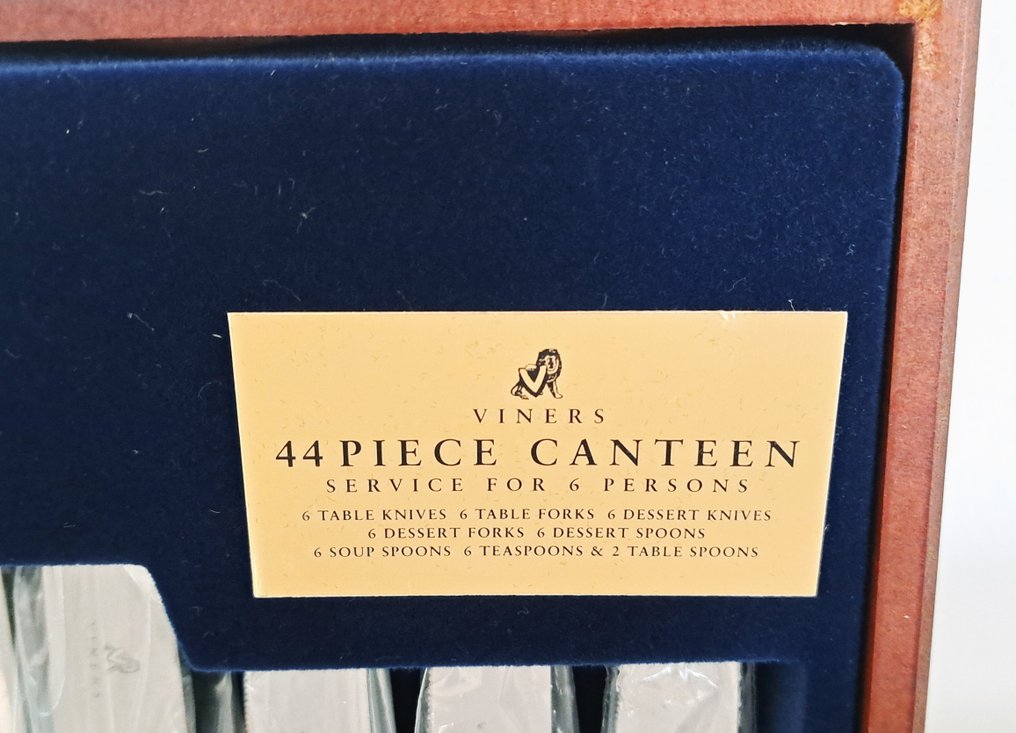 VINERS
44 PIECE CANTEEN
SERVICE FOR 6 PERSONS
6 TABLE KNIVES 6 TABLE FORKS 6 DESSERT KNIVES
6 DESSERT FORKS 6 DESSERT SPOONS
6 SOUP SPOONS 6 TEASPOONS & 2 TABLE SPOONS
VINERS